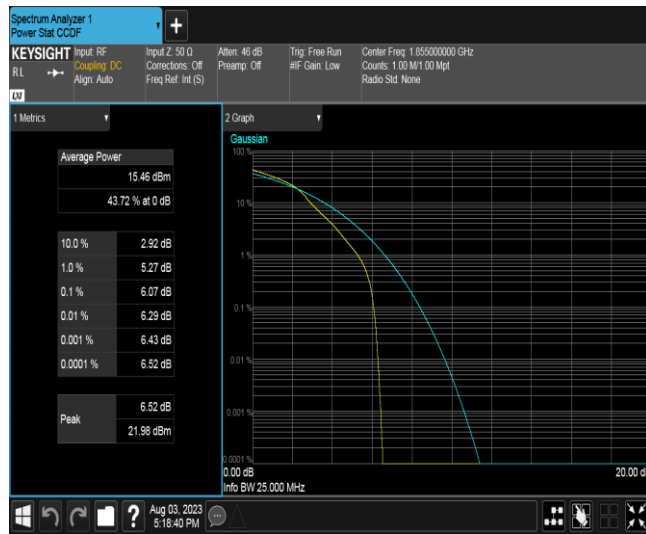 Spectrum Analyzer 1
Power Stat CCDF
+
KEYSIGHT
RL
LXI
Input: RF
Coupling: DC
Align: Auto
Input Z: 50 Ω
Corrections: Off
Freq Ref: Int (S)
Atten: 46 dB
Preamp: Off
Trig: Free Run
#IF Gain: Low
Center Freq: 1.855000000 GHz
Counts: 1.00 M/1.00 Mpt
Radio Std: None
1 Metrics
Average Power
15.46 dBm
43.72 % at 0 dB
10.0 % 2.92 dB
1.0 % 5.27 dB
0.1 % 6.07 dB
0.01 % 6.29 dB
0.001 % 6.43 dB
0.0001 % 6.52 dB
Peak
6.52 dB
21.98 dBm
2 Graph
Gaussian
100 %
10 %
1 %
0.1 %
0.01 %
0.001 %
0.0001 %
0.00 dB
20.00 d
Info BW 25.000 MHz
?
Aug 03, 2023
5:18:40 PM